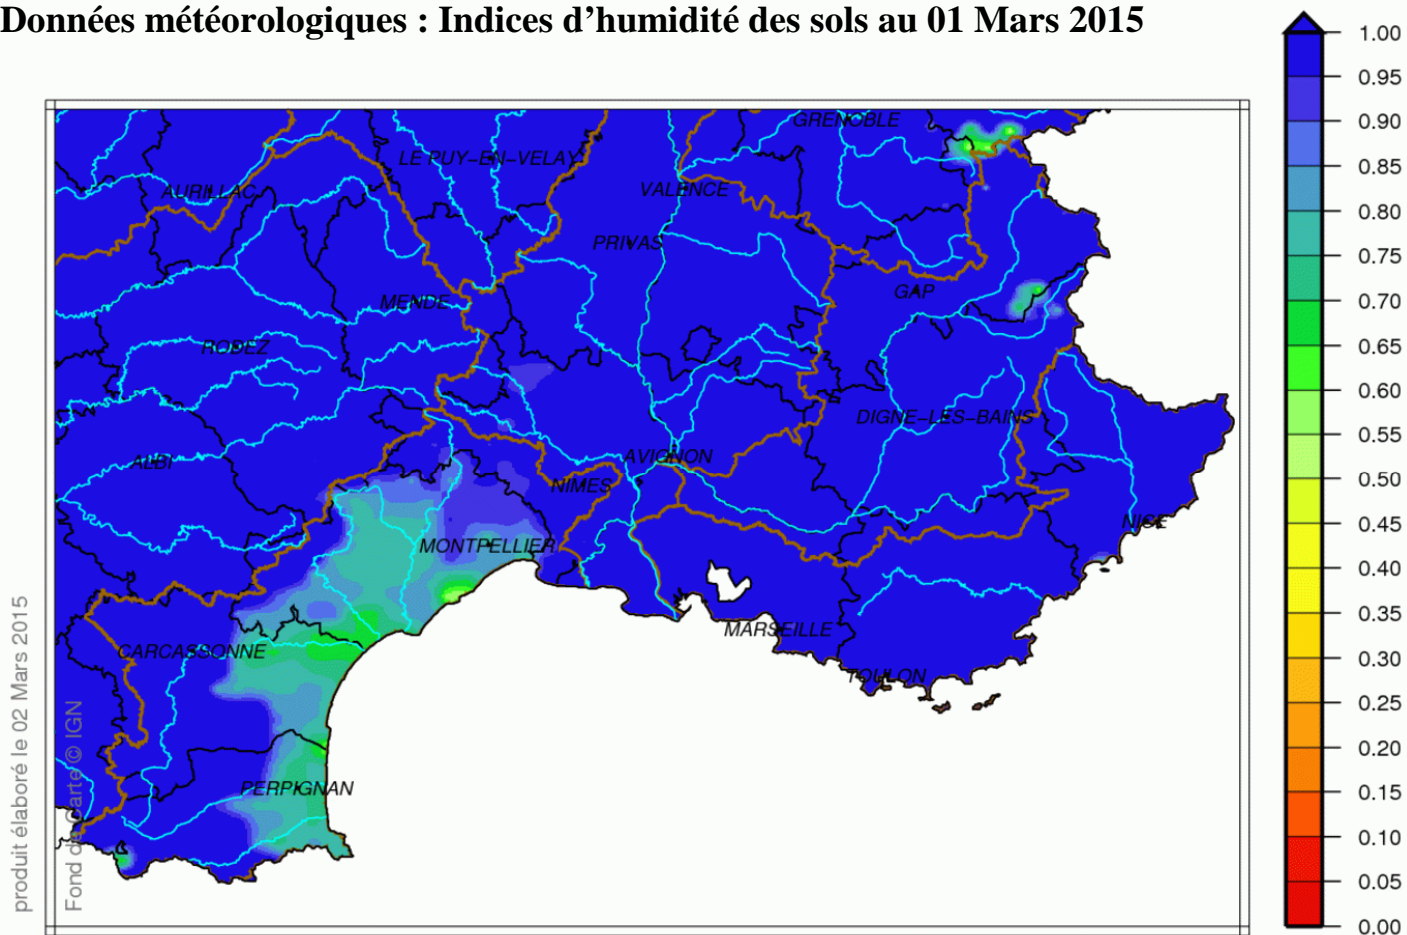 Données météorologiques : Indices d’humidité des sols au 01 Mars 2015
1.00
0.95
0.90
0.85
0.80
0.75
0.70
0.65
0.60
0.55
0.50
0.45
0.40
0.35
0.30
0.25
0.20
0.15
0.10
0.05
0.00
GRENOBLE
LE PUY–EN–VELAY
AURILLAC
VALENCE
PRIVAS
GAP
MENDE
RODEZ
DIGNE–LES–BAINS
ALBI
AVIGNON
NIMES
NICE
MONTPELLIER
MARSEILLE
CARCASSONNE
TOULON
PERPIGNAN
produit élaboré le 02 Mars 2015
Fond de Carte © IGN